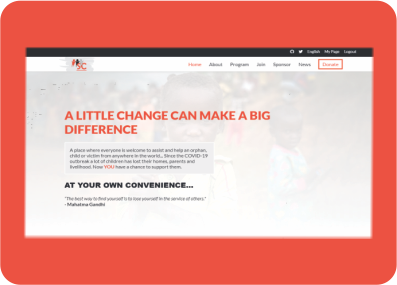 English My Page Logout
Home About Program Join Sponsor News Donate
A LITTLE CHANGE CAN MAKE A BIG
DIFFERENCE
A place where everyone is welcome to assist and help an orphan,
child or victim from anywhere in the world... Since the COVID-19
outbreak a lot of children has lost their homes, parents and
livelihood. Now YOU have a chance to support them.
AT YOUR OWN CONVENIENCE...
"The best way to find yourself is to lose yourself in the service of others."
- Mahatma Gandhi